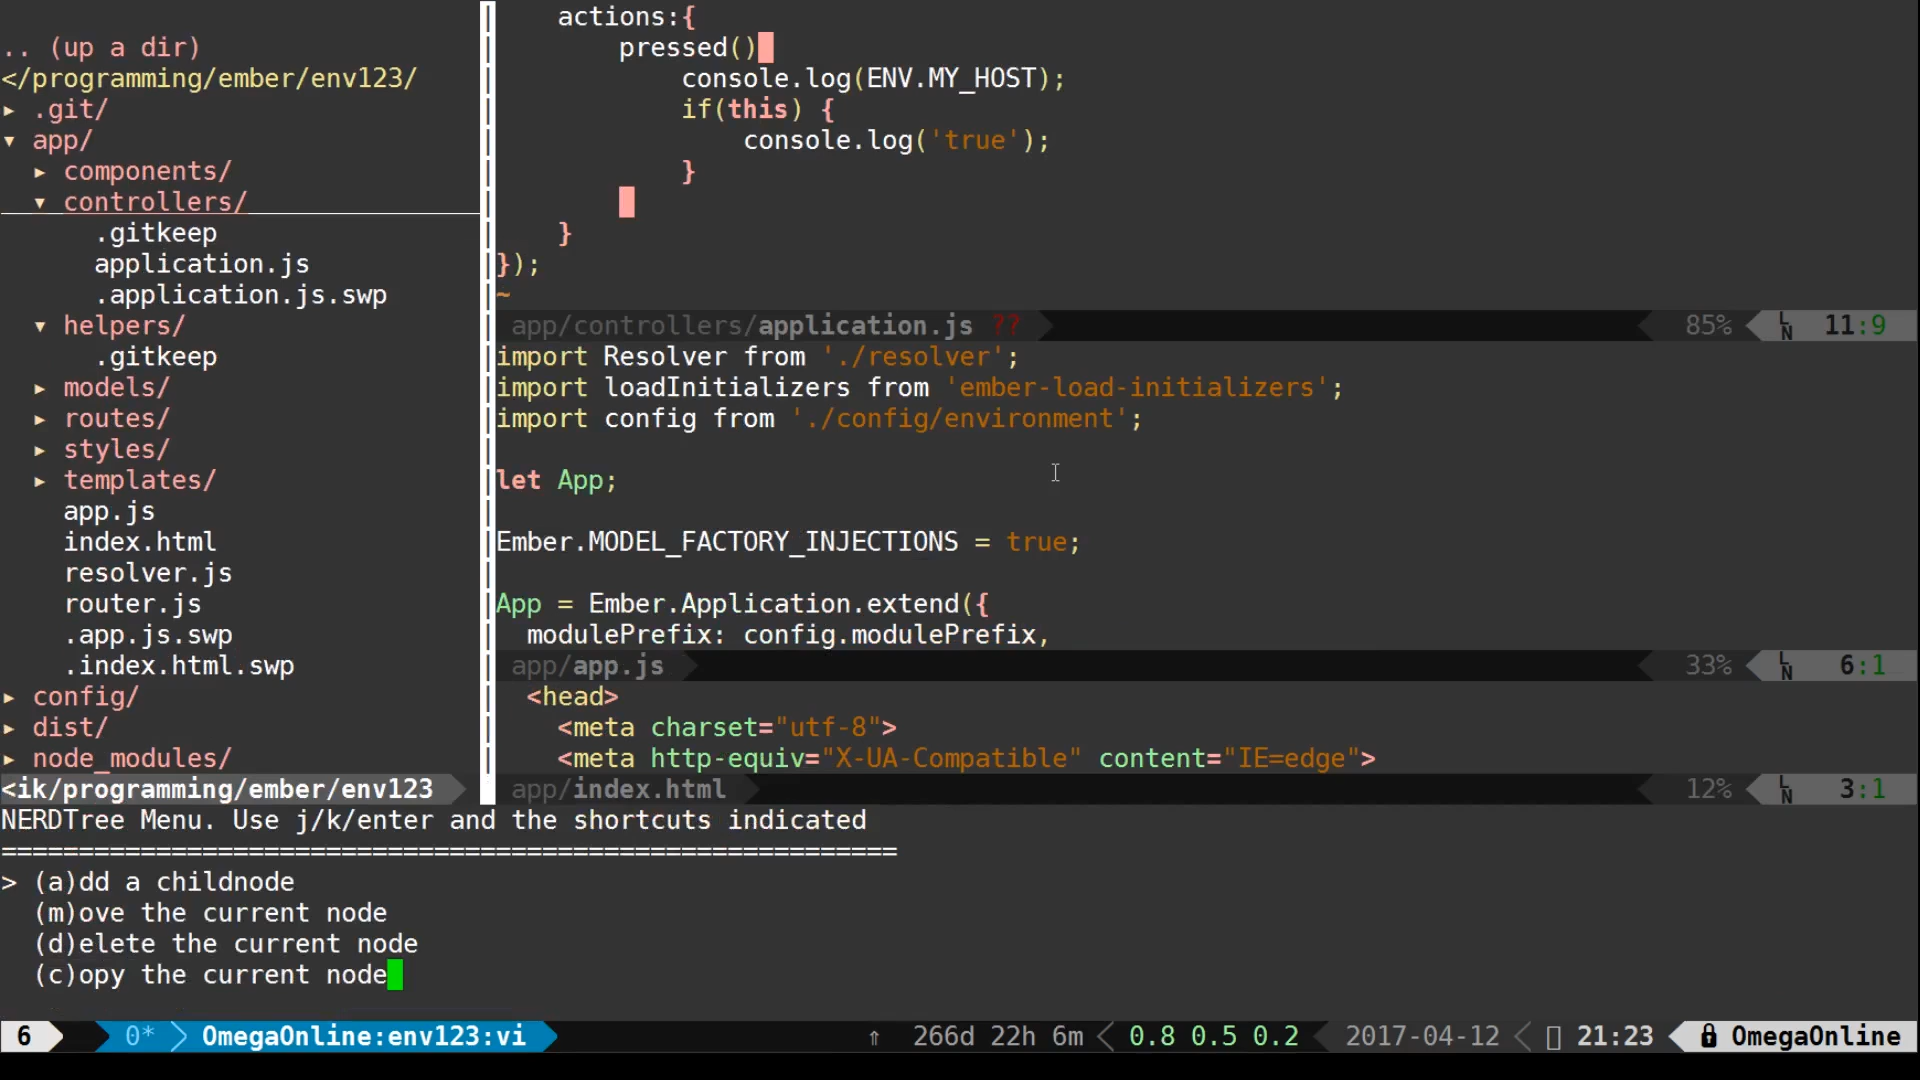 .. (up a dir)
</programming/ember/env123/
▸ .git/
▾ app/
  ▸ components/
  ▾ controllers/
      .gitkeep
      application.js
      .application.js.swp
  ▾ helpers/
      .gitkeep
  ▸ models/
  ▸ routes/
  ▸ styles/
  ▸ templates/
    app.js
    index.html
    resolver.js
    router.js
    .app.js.swp
    .index.html.swp
▸ config/
▸ dist/
▸ node_modules/
<ik/programming/ember/env123
    actions:{
        pressed()
            console.log(ENV.MY_HOST);
            if(this) {
                console.log('true');
            }
    }
});
~
app/controllers/application.js ?? 85% LN 11:9
import Resolver from './resolver';
import loadInitializers from 'ember-load-initializers';
import config from './config/environment';
let App;
Ember.MODEL_FACTORY_INJECTIONS = true;
App = Ember.Application.extend({
  modulePrefix: config.modulePrefix,
app/app.js 33% LN 6:1
  <head>
    <meta charset="utf-8">
    <meta http-equiv="X-UA-Compatible" content="IE=edge">
app/index.html 12% LN 3:1
NERDTree Menu. Use j/k/enter and the shortcuts indicated
==========================================================
> (a)dd a childnode
  (m)ove the current node
  (d)elete the current node
  (c)opy the current node
6 0* OmegaOnline:env123:vi ↑ 266d 22h 6m 0.8 0.5 0.2 2017-04-12 21:23 OmegaOnline